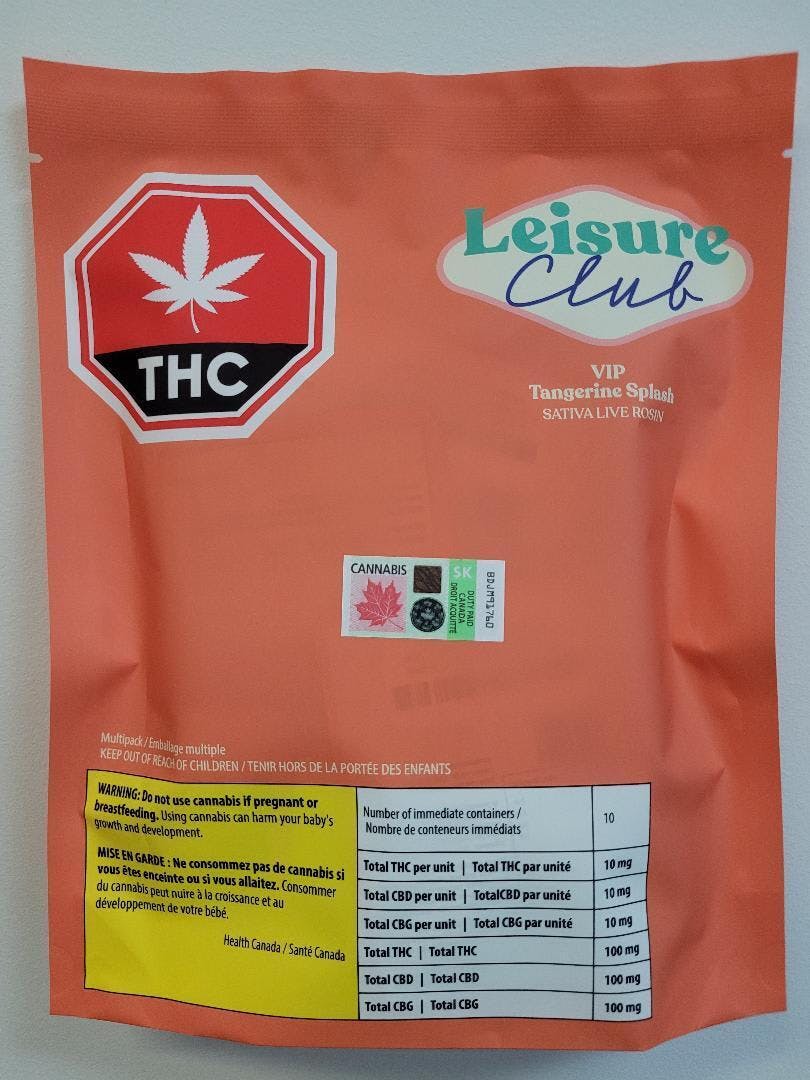 THC
Leisure
Club
VIP
Tangerine Splash
SATIVA LIVE ROSIN
CANNABIS
SK
DUTY PAID
CANADA
DROIT ACQUITTÉ
BDJM91760
Multipack / Emballage multiple
KEEP OUT OF REACH OF CHILDREN / TENIR HORS DE LA PORTÉE DES ENFANTS
WARNING: Do not use cannabis if pregnant or
breastfeeding. Using cannabis can harm your baby's
growth and development.
MISE EN GARDE : Ne consommez pas de cannabis si
vous êtes enceinte ou si vous allaitez. Consommer
du cannabis peut nuire à la croissance et au
développement de votre bébé.
Health Canada / Santé Canada
Number of immediate containers /
Nombre de conteneurs immédiats
10
Total THC per unit | Total THC par unité 10 mg
Total CBD per unit | TotalCBD par unité 10 mg
Total CBG per unit | Total CBG par unité 10 mg
Total THC | Total THC 100 mg
Total CBD | Total CBD 100 mg
Total CBG | Total CBG 100 mg